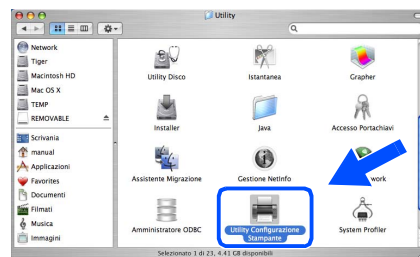 Utility
Network
Tiger
Macintosh HD
Mac OS X
TEMP
REMOVABLE
Scrivania
manual
Applicazioni
Favorites
Documenti
Filmati
Musica
Immagini
Utility Disco
Istantanea
Grapher
Installer
Java
Accesso Portachiavi
Assistente Migrazione
Gestione NetInfo
work
Amministratore ODBC
Utility Configurazione
Stampante
System Profiler
Selezionato 1 di 23, 4.41 GB disponibili